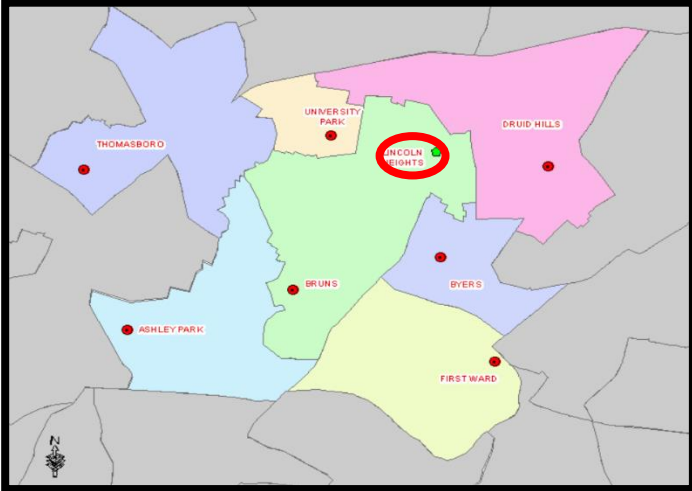 UNIVERSITY
PARK
DRUID HILLS
THOMASBORO
LINCOLN
HEIGHTS
BRUNS
BYERS
ASHLEY PARK
FIRST WARD
N